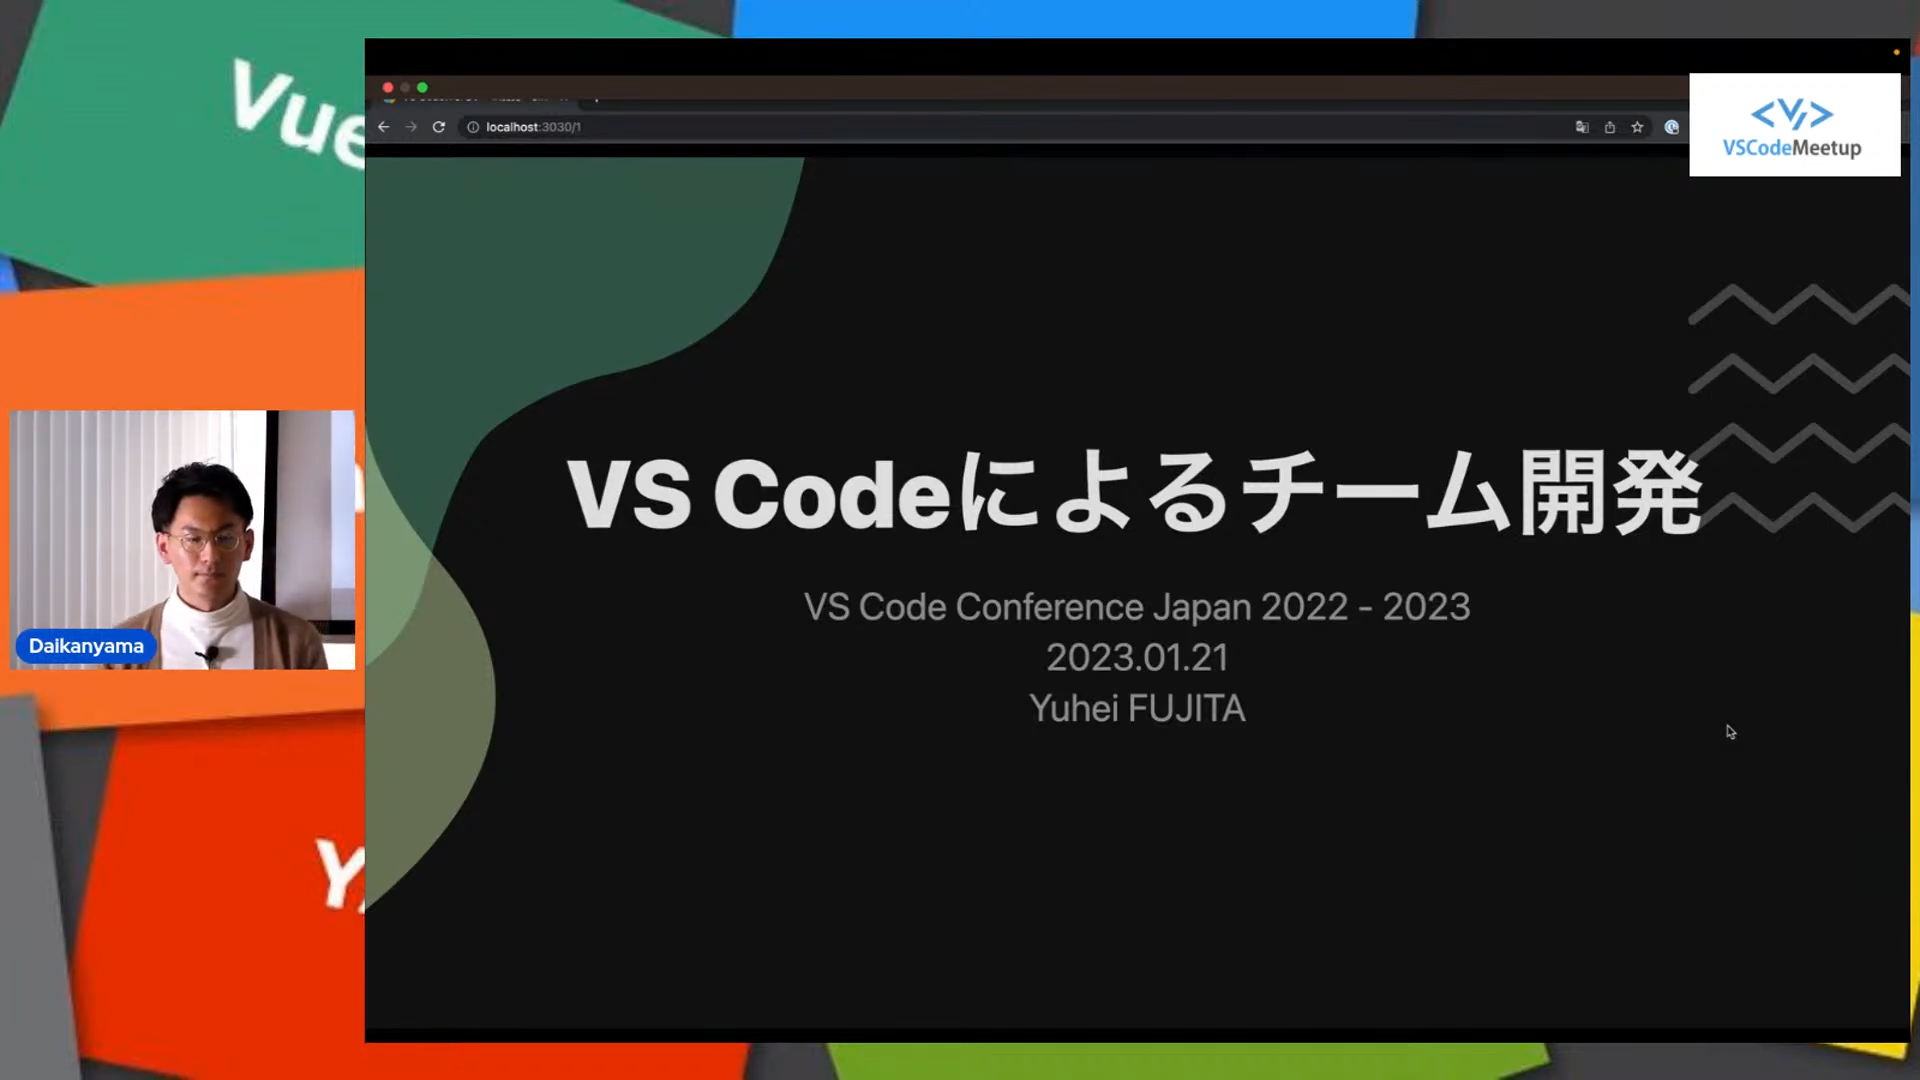 Vue
localhost:3030/1
VSCodeMeetup
VS Codeによるチーム開発
VS Code Conference Japan 2022 - 2023
2023.01.21
Yuhei FUJITA
Daikanyama